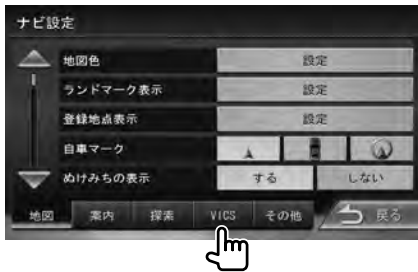 ナビ設定
地図色 設定
ランドマーク表示 設定
登録地点表示 設定
自車マーク
ぬけみちの表示 する しない
地図 案内 探索 VICS その他 戻る